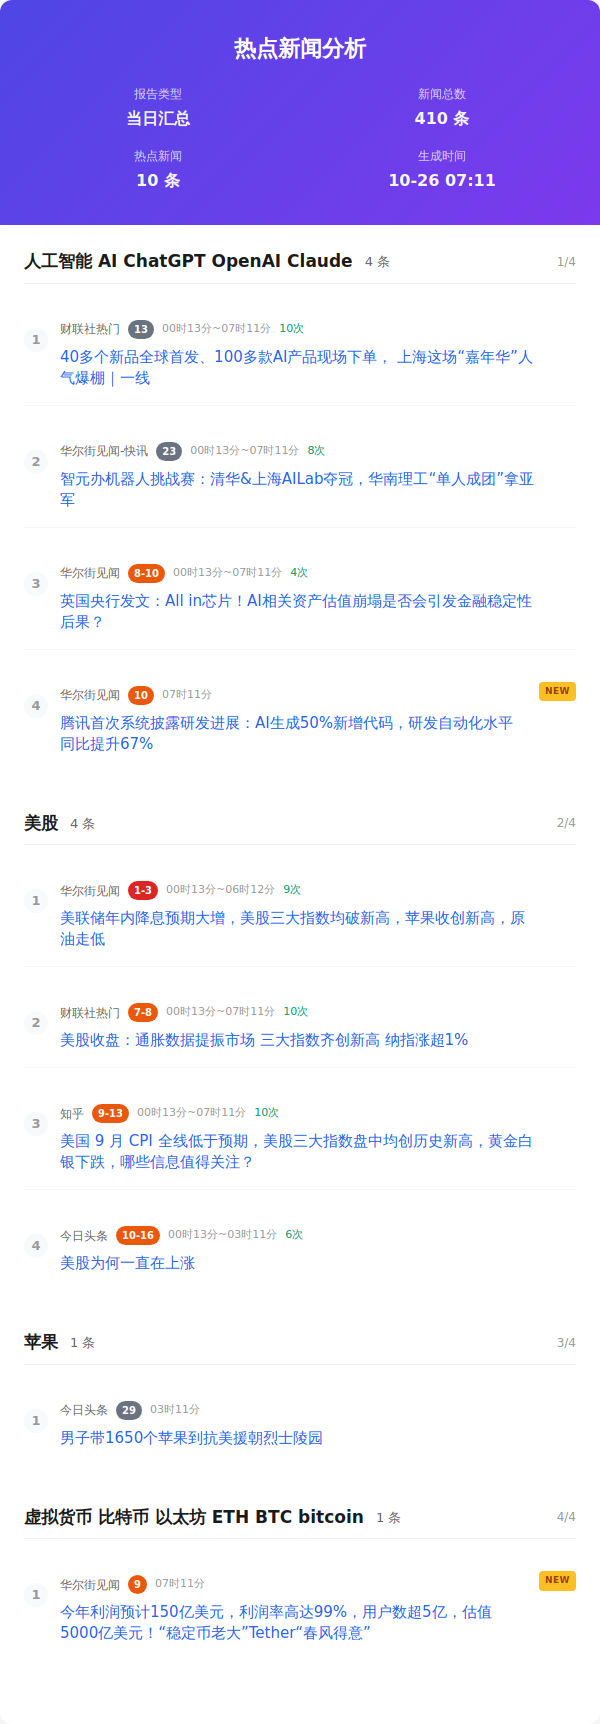 热点新闻分析
报告类型
新闻总数
当日汇总
410 条
热点新闻
生成时间
10 条
10-26 07:11
人工智能 AI ChatGPT OpenAI Claude 4 条 1/4
1 财联社热门 13 00时13分~07时11分 10次
40多个新品全球首发、100多款AI产品现场下单， 上海这场“嘉年华”人
气爆棚｜一线
2 华尔街见闻-快讯 23 00时13分~07时11分 8次
智元办机器人挑战赛：清华&上海AILab夺冠，华南理工“单人成团”拿亚
军
3 华尔街见闻 8-10 00时13分~07时11分 4次
英国央行发文：All in芯片！AI相关资产估值崩塌是否会引发金融稳定性
后果？
4 华尔街见闻 10 07时11分 NEW
腾讯首次系统披露研发进展：AI生成50%新增代码，研发自动化水平
同比提升67%
美股 4 条 2/4
1 华尔街见闻 1-3 00时13分~06时12分 9次
美联储年内降息预期大增，美股三大指数均破新高，苹果收创新高，原
油走低
2 财联社热门 7-8 00时13分~07时11分 10次
美股收盘：通胀数据提振市场 三大指数齐创新高 纳指涨超1%
3 知乎 9-13 00时13分~07时11分 10次
美国 9 月 CPI 全线低于预期，美股三大指数盘中均创历史新高，黄金白
银下跌，哪些信息值得关注？
4 今日头条 10-16 00时13分~03时11分 6次
美股为何一直在上涨
苹果 1 条 3/4
1 今日头条 29 03时11分
男子带1650个苹果到抗美援朝烈士陵园
虚拟货币 比特币 以太坊 ETH BTC bitcoin 1 条 4/4
1 华尔街见闻 9 07时11分 NEW
今年利润预计150亿美元，利润率高达99%，用户数超5亿，估值
5000亿美元！“稳定币老大”Tether“春风得意”